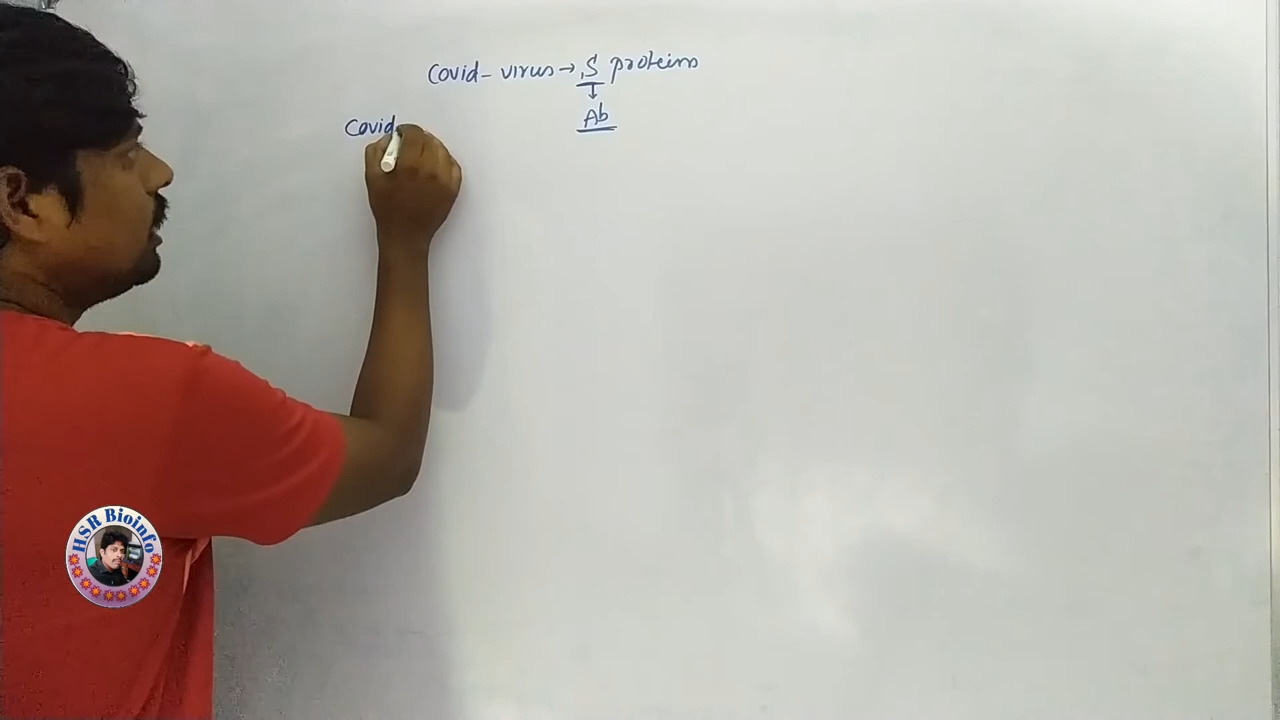 Covid - virus → S proteins
↓
Ab
Covid
HSR Bioinfo